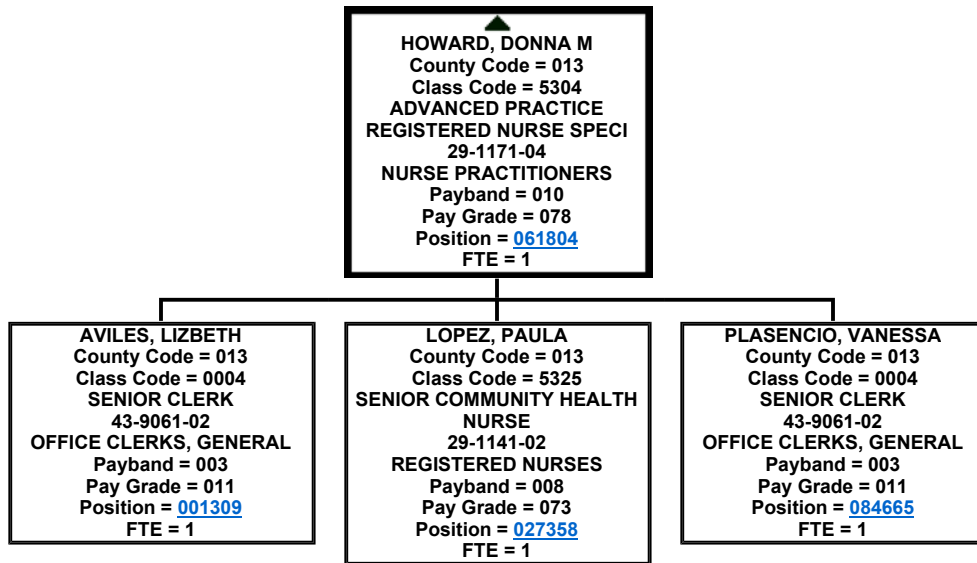 HOWARD, DONNA M
County Code = 013
Class Code = 5304
ADVANCED PRACTICE
REGISTERED NURSE SPECI
29-1171-04
NURSE PRACTITIONERS
Payband = 010
Pay Grade = 078
Position = 061804
FTE = 1
AVILES, LIZBETH
County Code = 013
Class Code = 0004
SENIOR CLERK
43-9061-02
OFFICE CLERKS, GENERAL
Payband = 003
Pay Grade = 011
Position = 001309
FTE = 1
LOPEZ, PAULA
County Code = 013
Class Code = 5325
SENIOR COMMUNITY HEALTH
NURSE
29-1141-02
REGISTERED NURSES
Payband = 008
Pay Grade = 073
Position = 027358
FTE = 1
PLASENCIO, VANESSA
County Code = 013
Class Code = 0004
SENIOR CLERK
43-9061-02
OFFICE CLERKS, GENERAL
Payband = 003
Pay Grade = 011
Position = 084665
FTE = 1